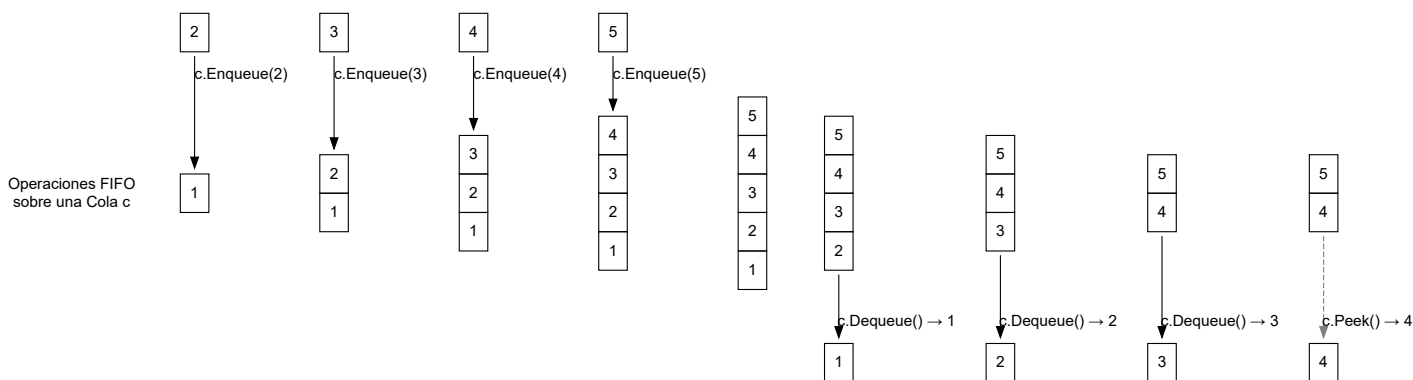 2 3 4 5
c.Enqueue(2) c.Enqueue(3) c.Enqueue(4) c.Enqueue(5)
5
4 5
4 5
3 4 4 5 5
2 3 3 4 4
Operaciones FIFO
sobre una Cola c
1 2 2 3 3
1 2 2
1 1
1
c.Dequeue() → 1 c.Dequeue() → 2 c.Dequeue() → 3 c.Peek() → 4
1 2 3 4